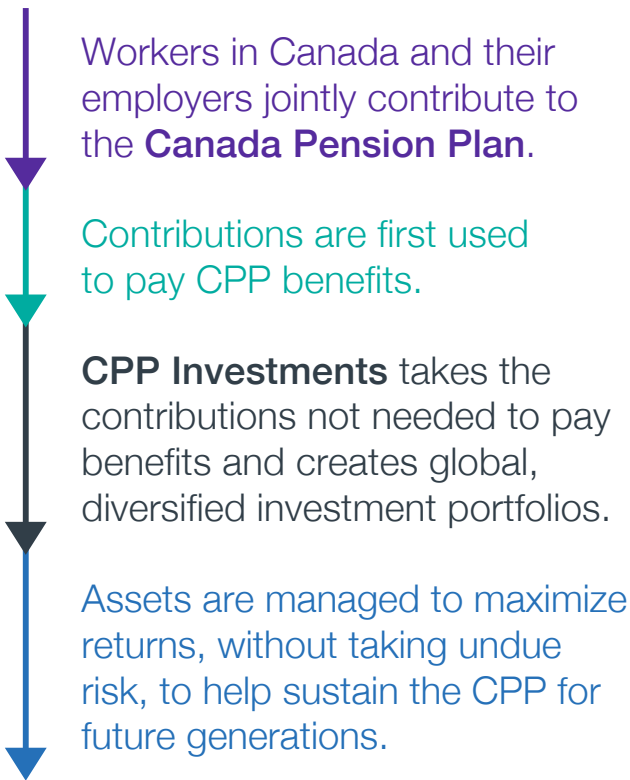 Workers in Canada and their
employers jointly contribute to
the Canada Pension Plan.
Contributions are first used
to pay CPP benefits.
CPP Investments takes the
contributions not needed to pay
benefits and creates global,
diversified investment portfolios.
Assets are managed to maximize
returns, without taking undue
risk, to help sustain the CPP for
future generations.